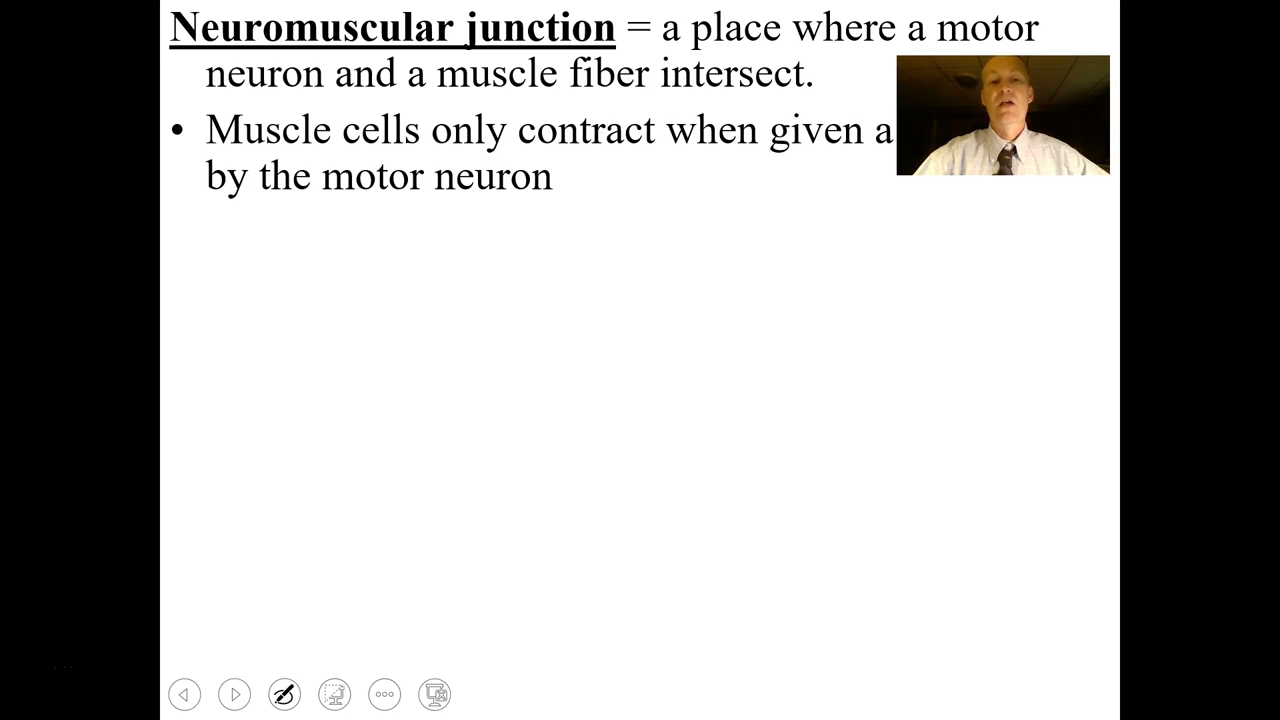 Neuromuscular junction = a place where a motor
neuron and a muscle fiber intersect.
• Muscle cells only contract when given a
by the motor neuron